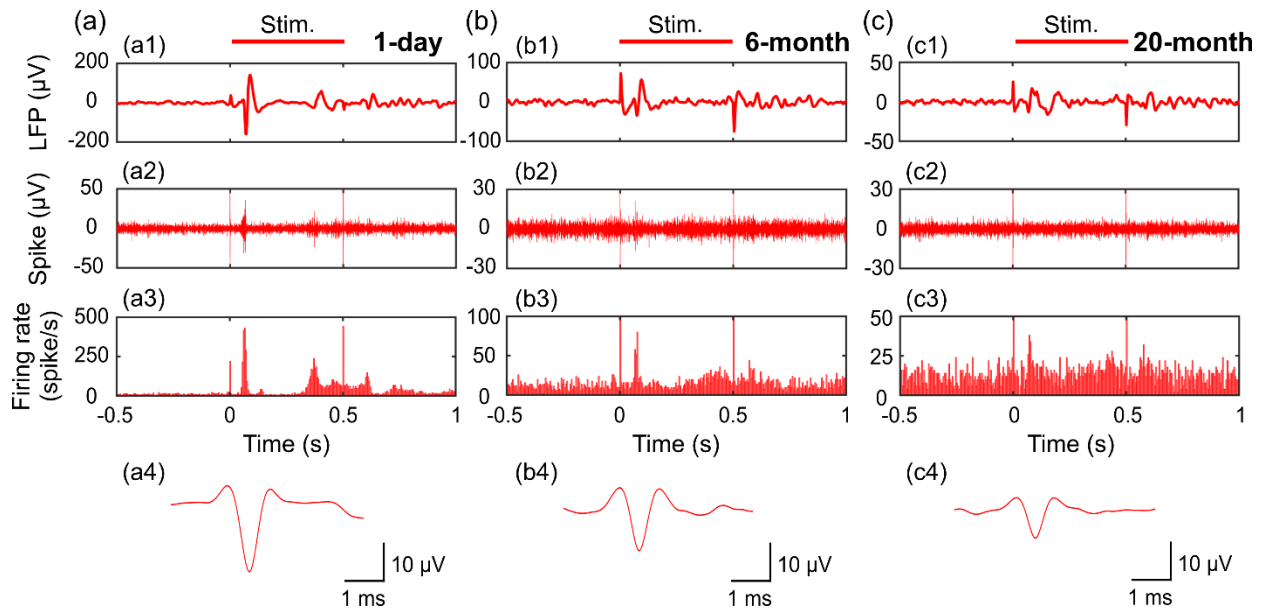 (a) Stim. 1-day
(b) Stim. 6-month
(c) Stim. 20-month
(a1) (b1) (c1)
LFP (µV)
200
0
-200
100
0
-100
50
0
-50
(a2) (b2) (c2)
Spike (µV)
50
0
-50
30
0
-30
30
0
-30
(a3) (b3) (c3)
Firing rate
(spike/s)
500
250
0
100
50
0
50
25
0
-0.5 0 0.5 1
-0.5 0 0.5 1
-0.5 0 0.5 1
Time (s) Time (s) Time (s)
(a4) (b4) (c4)
10 µV 10 µV 10 µV
1 ms 1 ms 1 ms